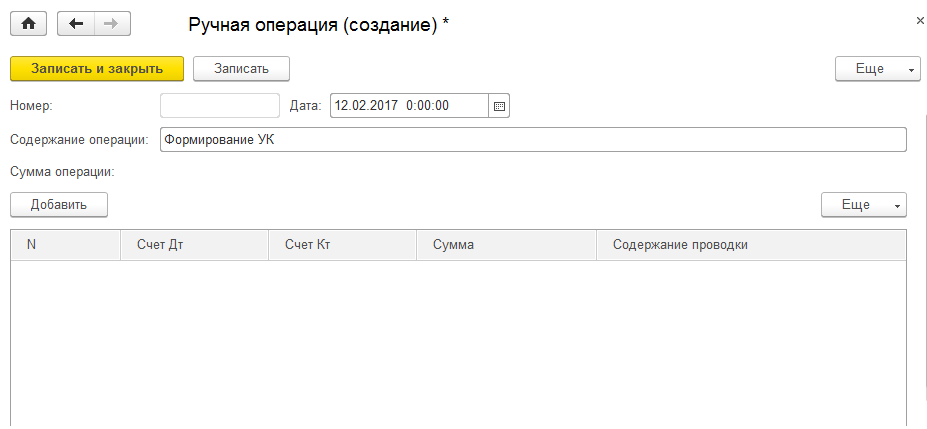 Ручная операция (создание) *
Записать и закрыть Записать Еще
Номер: Дата: 12.02.2017 0:00:00
Содержание операции: Формирование УК
Сумма операции:
Добавить Еще
N Счет Дт Счет Кт Сумма Содержание проводки